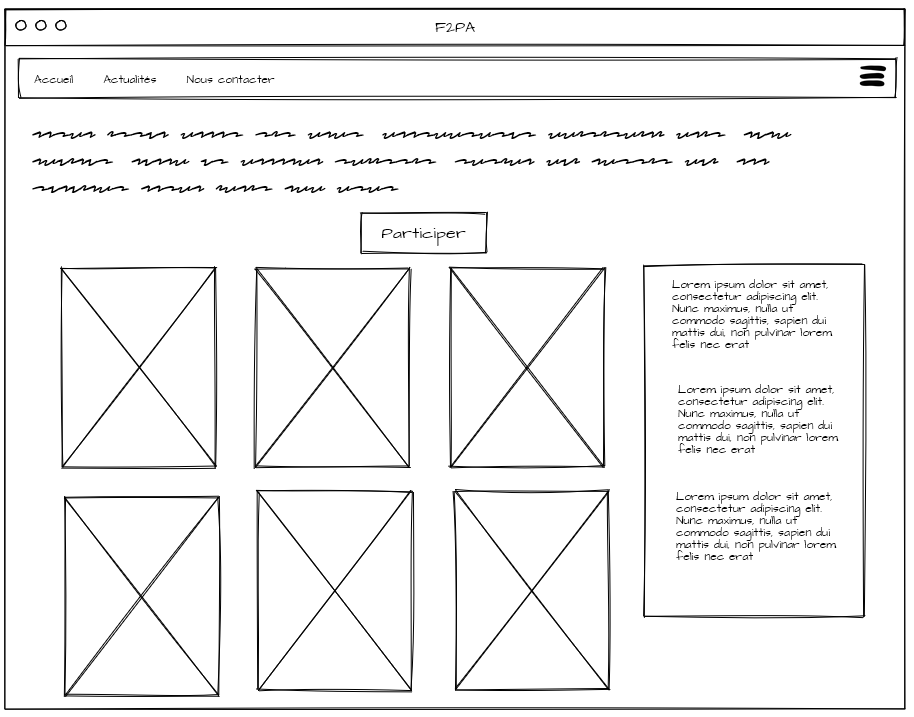 F2PA
Accueil Actualités Nous contacter
Participer
Lorem ipsum dolor sit amet,
consectetur adipiscing elit.
Nunc maximus, nulla ut
commodo sagittis, sapien dui
mattis dui, non pulvinar lorem
felis nec erat
Lorem ipsum dolor sit amet,
consectetur adipiscing elit.
Nunc maximus, nulla ut
commodo sagittis, sapien dui
mattis dui, non pulvinar lorem
felis nec erat
Lorem ipsum dolor sit amet,
consectetur adipiscing elit.
Nunc maximus, nulla ut
commodo sagittis, sapien dui
mattis dui, non pulvinar lorem
felis nec erat